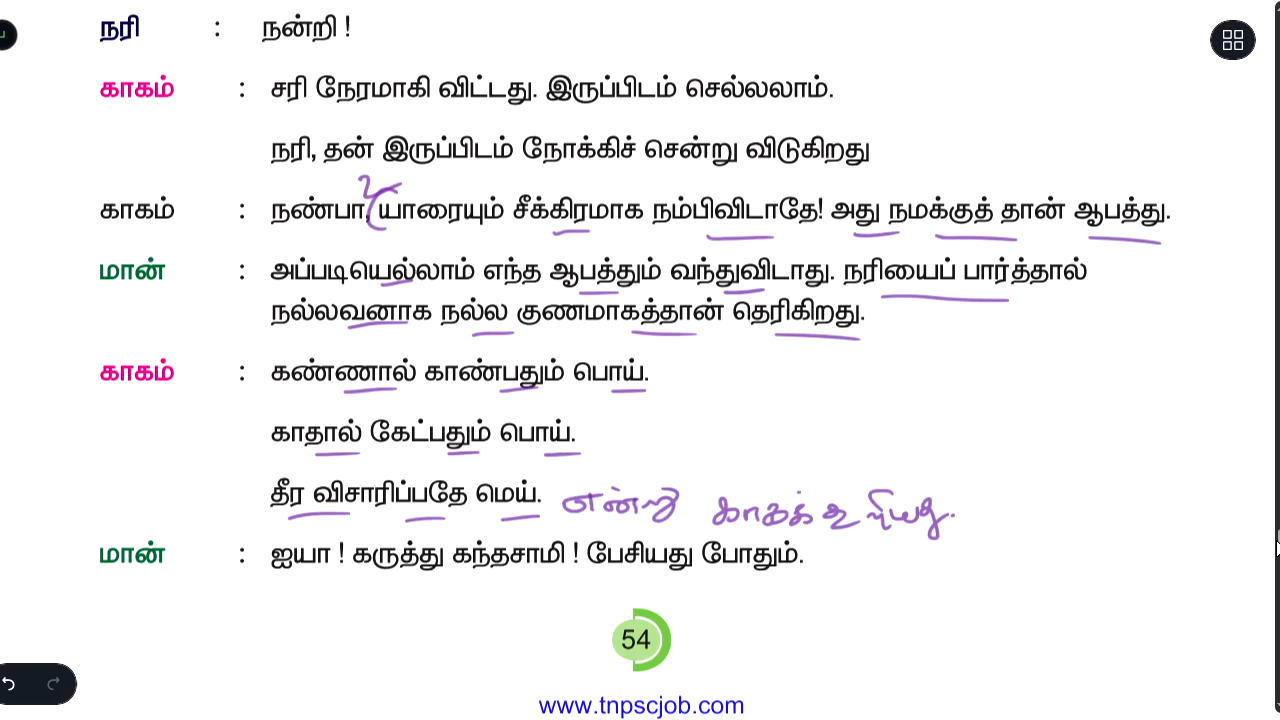 நரி : நன்றி !
காகம் : சரி நேரமாகி விட்டது. இருப்பிடம் செல்லலாம்.
நரி, தன் இருப்பிடம் நோக்கிச் சென்று விடுகிறது
காகம் : நண்பா, யாரையும் சீக்கிரமாக நம்பிவிடாதே! அது நமக்குத் தான் ஆபத்து.
மான் : அப்படியெல்லாம் எந்த ஆபத்தும் வந்துவிடாது. நரியைப் பார்த்தால்
நல்லவனாக நல்ல குணமாகத்தான் தெரிகிறது.
காகம் : கண்ணால் காண்பதும் பொய்.
காதால் கேட்பதும் பொய்.
தீர விசாரிப்பதே மெய். என்று
மான் : ஐயா ! கருத்து கந்தசாமி ! பேசியது போதும்.
54
www.tnpscjob.com